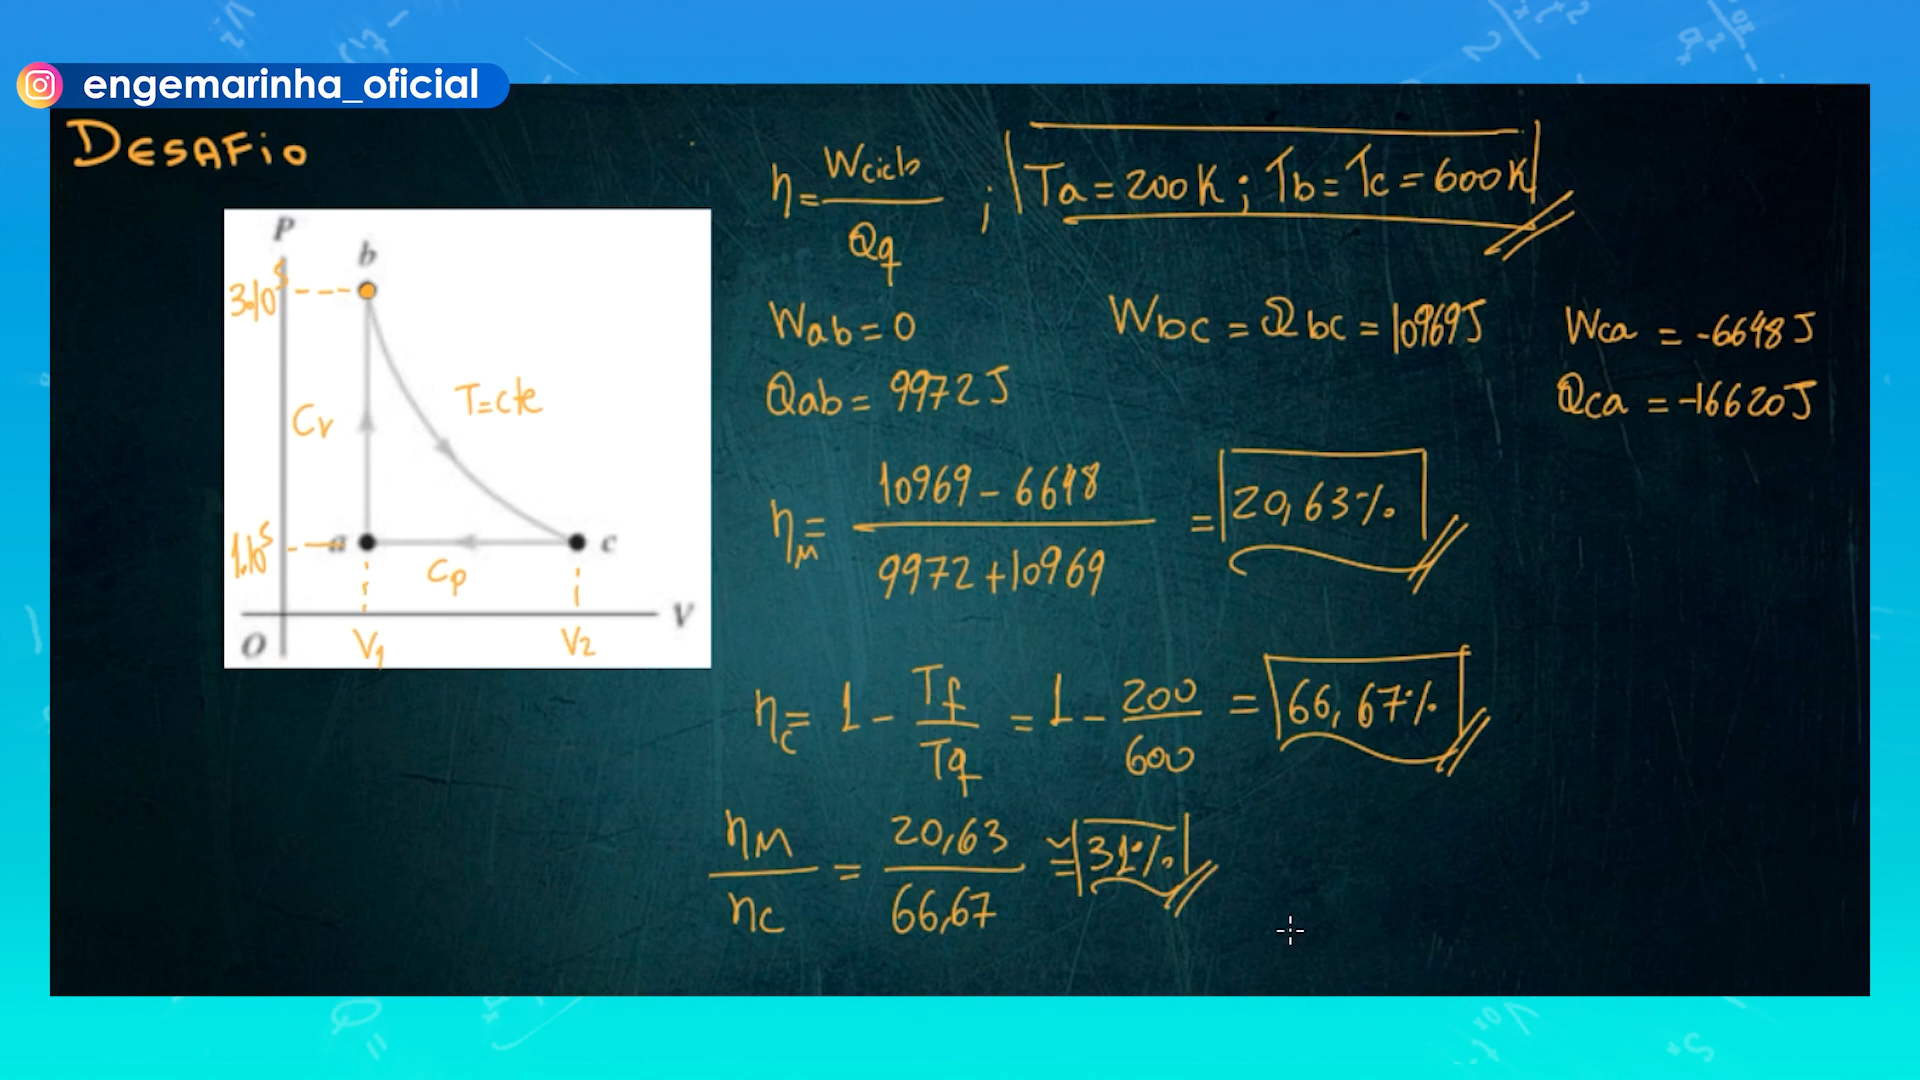 engemarinha_oficial
DESAFio
P
b
3.10⁵
Cv
T=cte
1.10⁵
a
c
Cp
O
V₁
V₂
V
η = Wciclo / Qq ; Ta = 200 K ; Tb = Tc = 600 K
Wab = 0
Wbc = Qbc = 10969 J
Wca = -6648 J
Qab = 9972 J
Qca = -16620 J
ηM = 10969 - 6648 / 9972 + 10969 = 20,63 %
ηc = 1 - Tf / Tq = 1 - 200 / 600 = 66,67 %
ηM / ηc = 20,63 / 66,67 ≅ 31 %